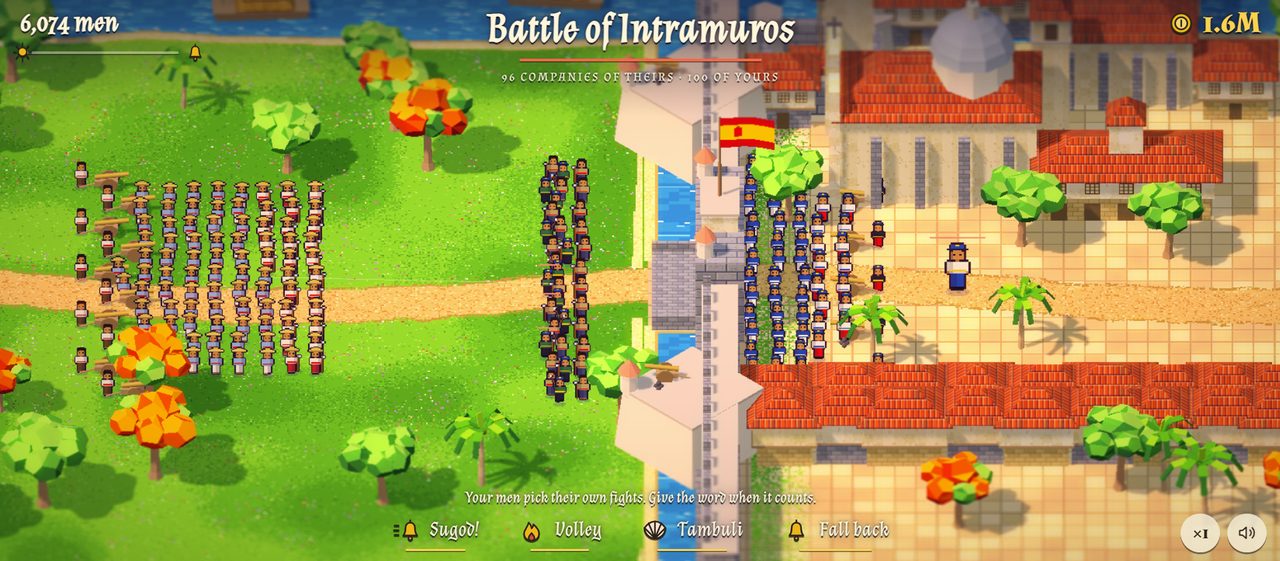 6,074 men
Battle of Intramuros
1.6M
96 COMPANIES OF THEIRS · 100 OF YOURS
Your men pick their own fights. Give the word when it counts.
Sugod!
Volley
Tambuli
Fall back
×1